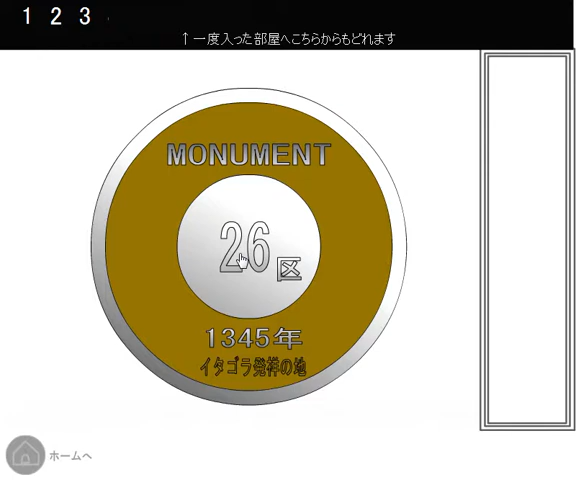 1 2 3
↑一度入った部屋へこちらからもどれます
MONUMENT
26区
1345年
イタゴラ発祥の地
ホームへ